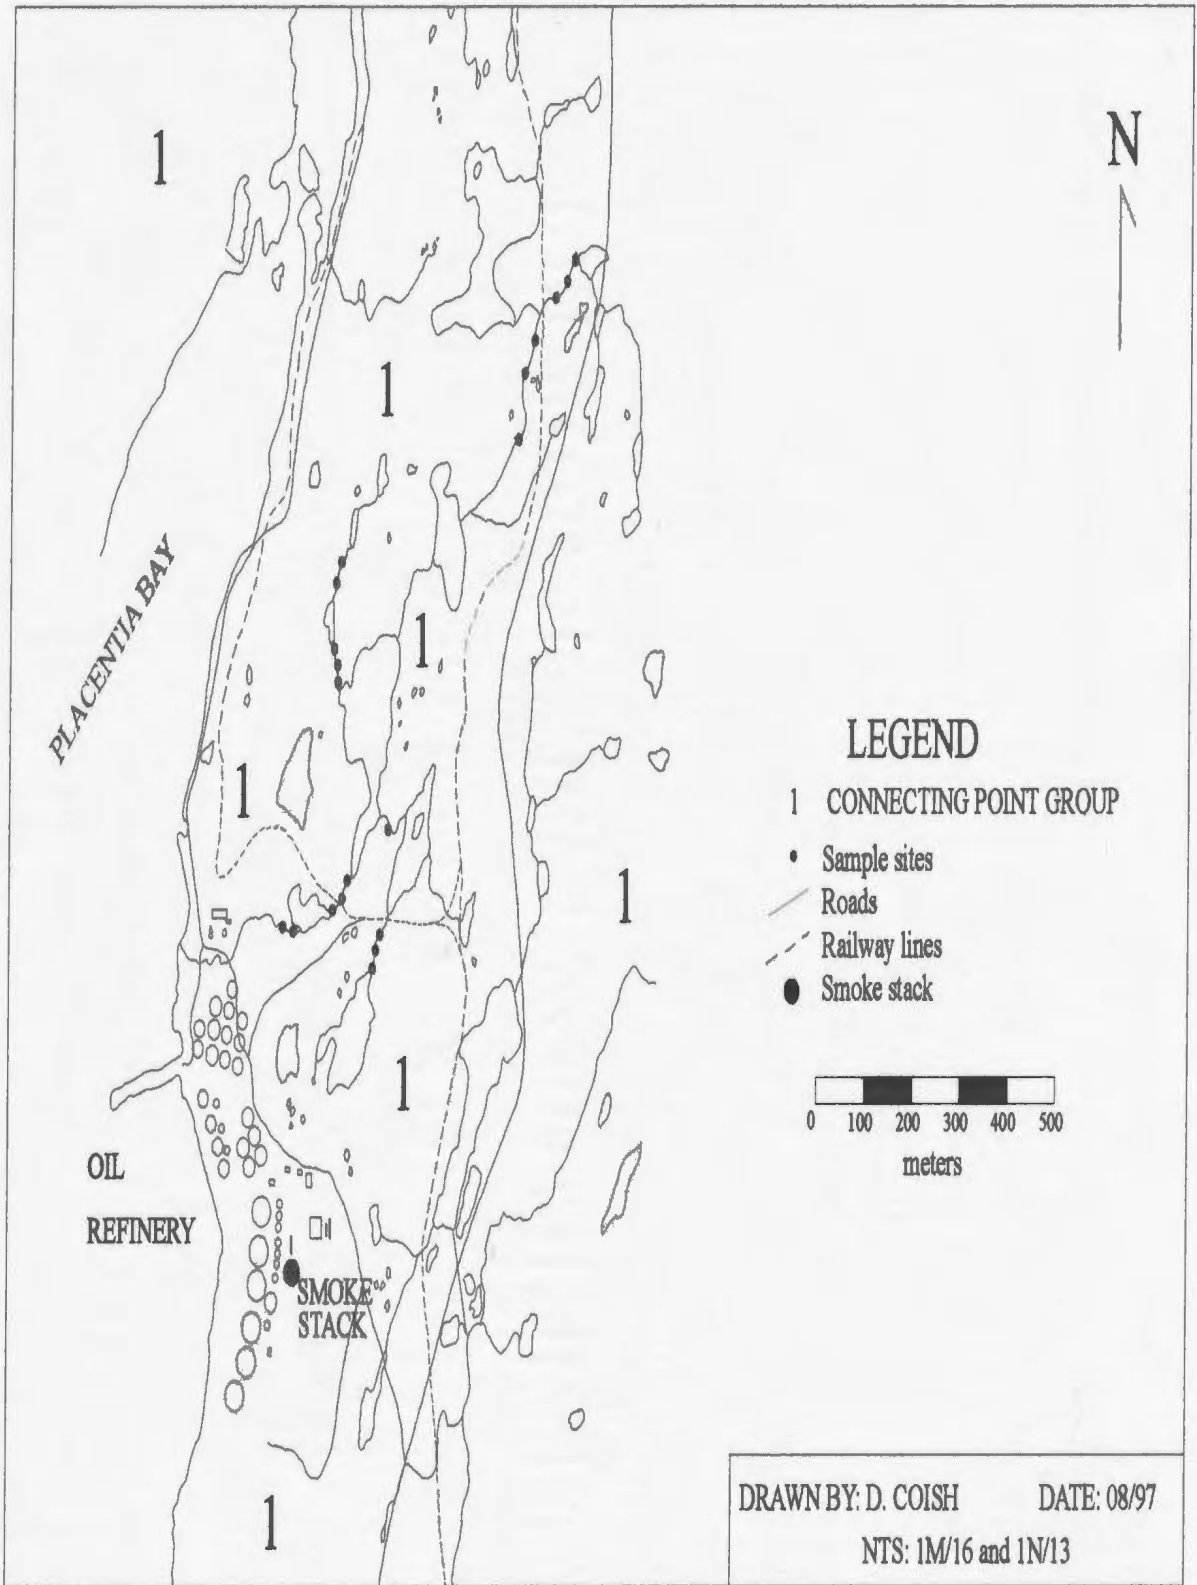 1
N
1
PLACENTIA BAY
1
1
1
1
OIL
REFINERY
SMOKE
STACK
1
LEGEND
1 CONNECTING POINT GROUP
Sample sites
Roads
Railway lines
Smoke stack
0 100 200 300 400 500
meters
DRAWN BY: D. COISH DATE: 08/97
NTS: 1M/16 and 1N/13